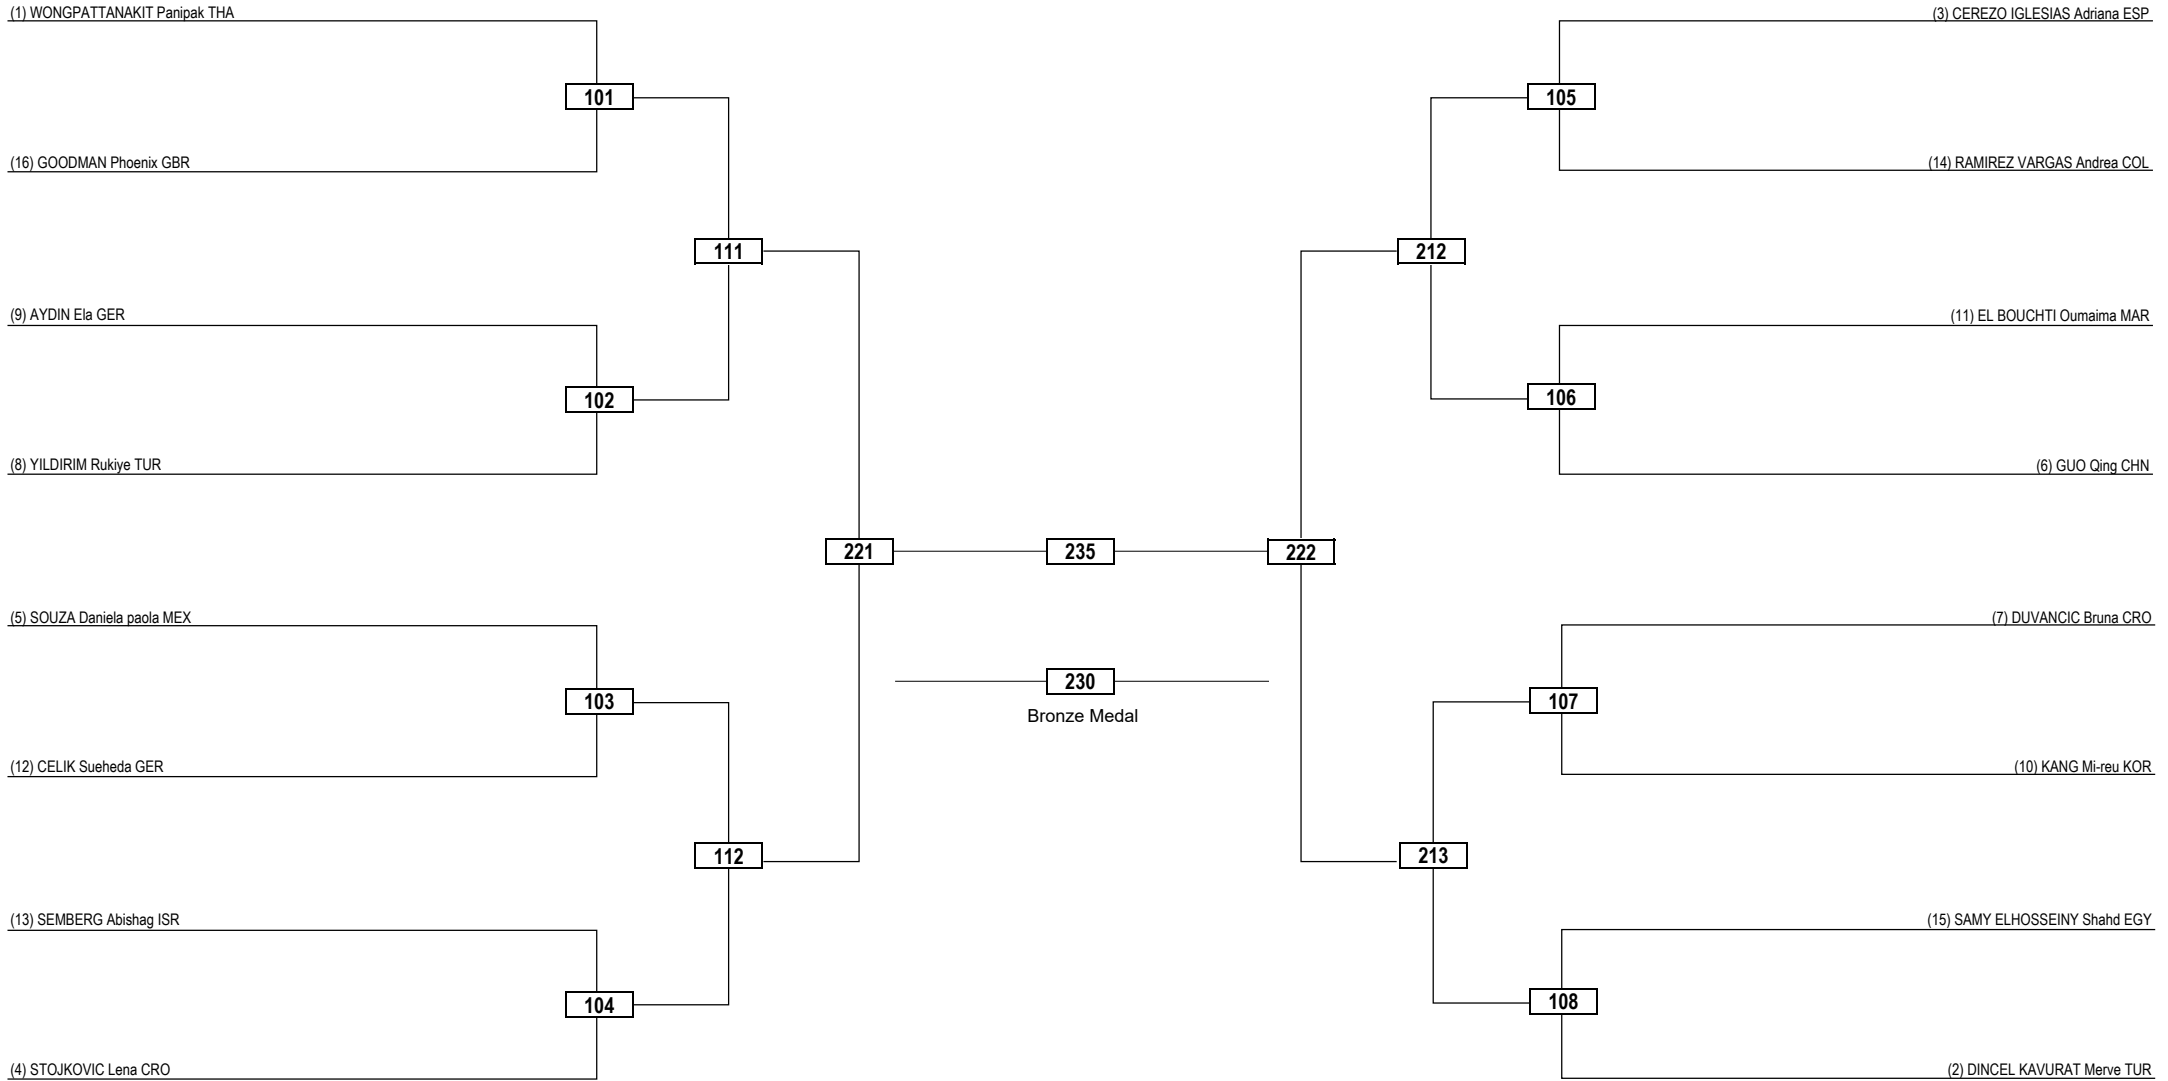 (1) WONGPATTANAKIT Panipak THA
101
(16) GOODMAN Phoenix GBR
111
(9) AYDIN Ela GER
102
(8) YILDIRIM Rukiye TUR
221
(5) SOUZA Daniela paola MEX
103
(12) CELIK Sueheda GER
112
(13) SEMBERG Abishag ISR
104
(4) STOJKOVIC Lena CRO
235
230
Bronze Medal
(3) CEREZO IGLESIAS Adriana ESP
105
(14) RAMIREZ VARGAS Andrea COL
212
(11) EL BOUCHTI Oumaima MAR
106
(6) GUO Qing CHN
222
(7) DUVANCIC Bruna CRO
107
(10) KANG Mi-reu KOR
213
(15) SAMY ELHOSSEINY Shahd EGY
108
(2) DINCEL KAVURAT Merve TUR